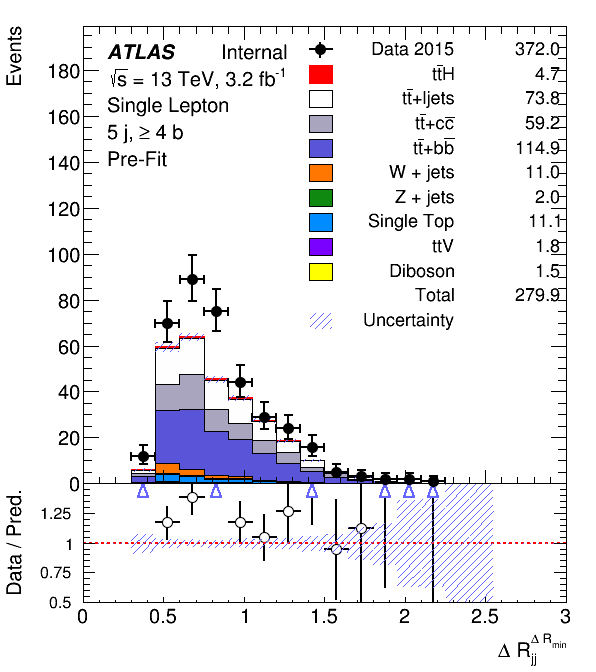 Events
ATLAS Internal
√s = 13 TeV, 3.2 fb-1
Single Lepton
5 j, ≥ 4 b
Pre-Fit
Data 2015 372.0
tt̄H 4.7
tt̄+ljets 73.8
tt̄+cc̄ 59.2
tt̄+bb̄ 114.9
W + jets 11.0
Z + jets 2.0
Single Top 11.1
ttV 1.8
Diboson 1.5
Total 279.9
Uncertainty
180
160
140
120
100
80
60
40
20
0
Data / Pred.
1.25
1
0.75
0.5
0 0.5 1 1.5 2 2.5 3
Δ R_jj^Δ R_min